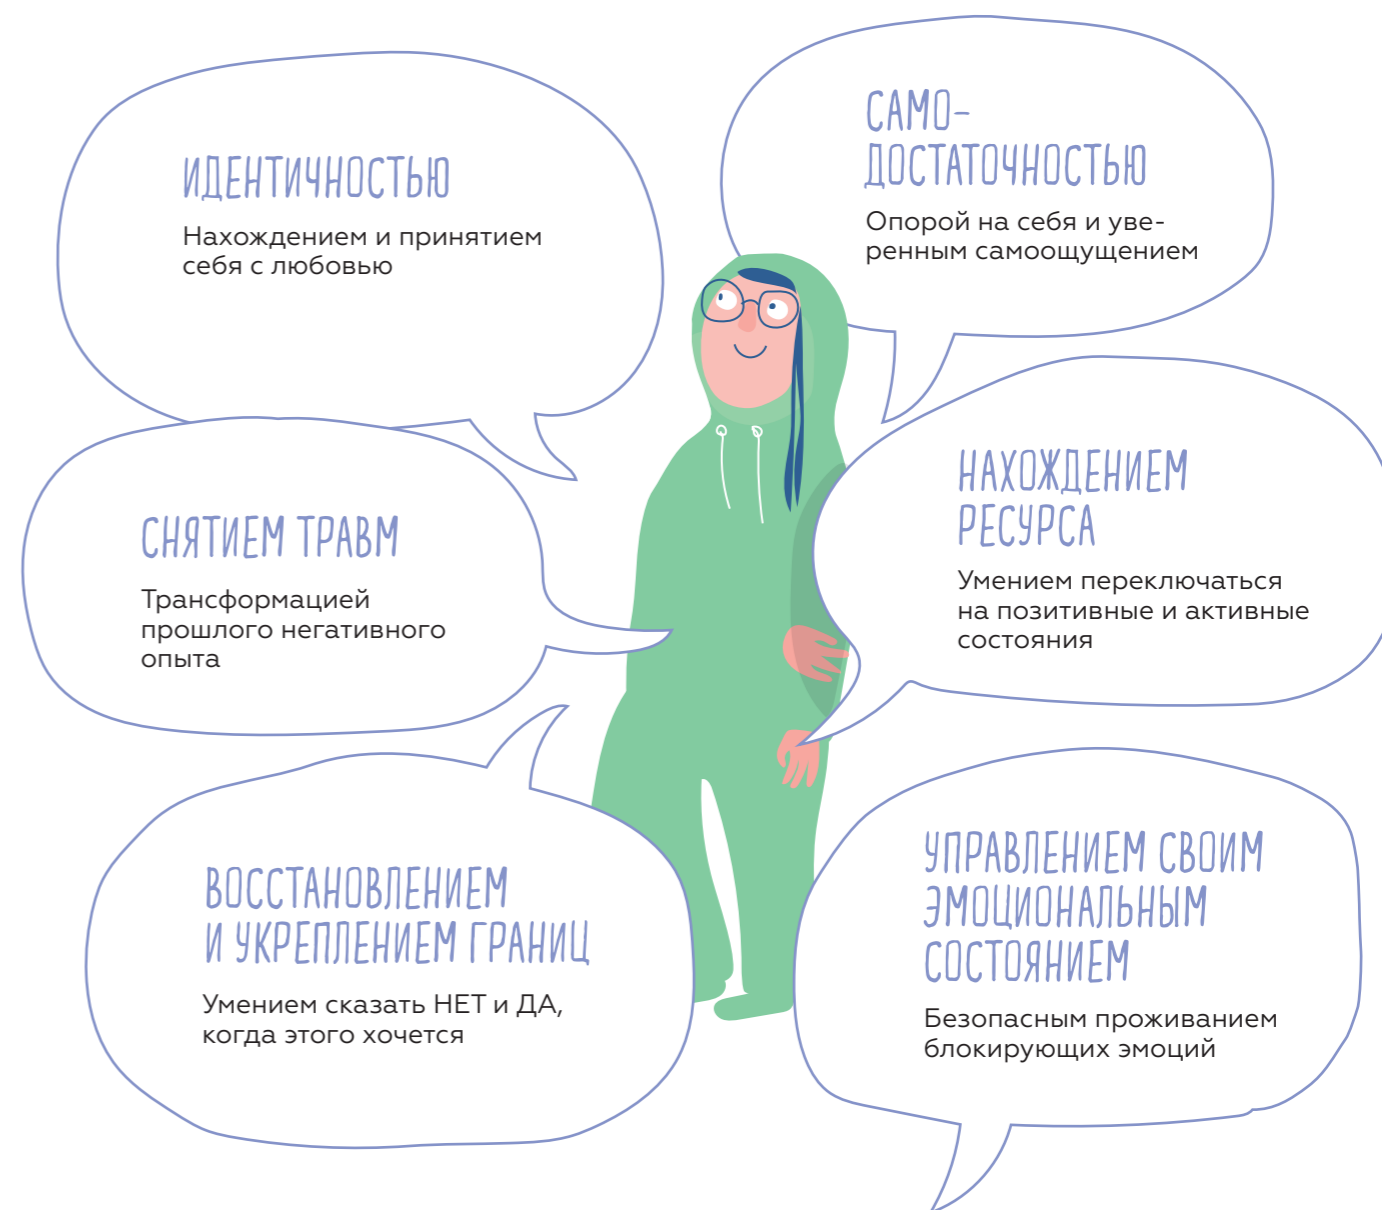 ИДЕНТИЧНОСТЬЮ
Нахождением и принятием
себя с любовью
САМО-
ДОСТАТОЧНОСТЬЮ
Опорой на себя и уве-
ренным самоощущением
СНЯТИЕМ ТРАВМ
Трансформацией
прошлого негативного
опыта
НАХОЖДЕНИЕМ
РЕСУРСА
Умением переключаться
на позитивные и активные
состояния
ВОССТАНОВЛЕНИЕМ
И УКРЕПЛЕНИЕМ ГРАНИЦ
Умением сказать НЕТ и ДА,
когда этого хочется
УПРАВЛЕНИЕМ СВОИМ
ЭМОЦИОНАЛЬНЫМ
СОСТОЯНИЕМ
Безопасным проживанием
блокирующих эмоций